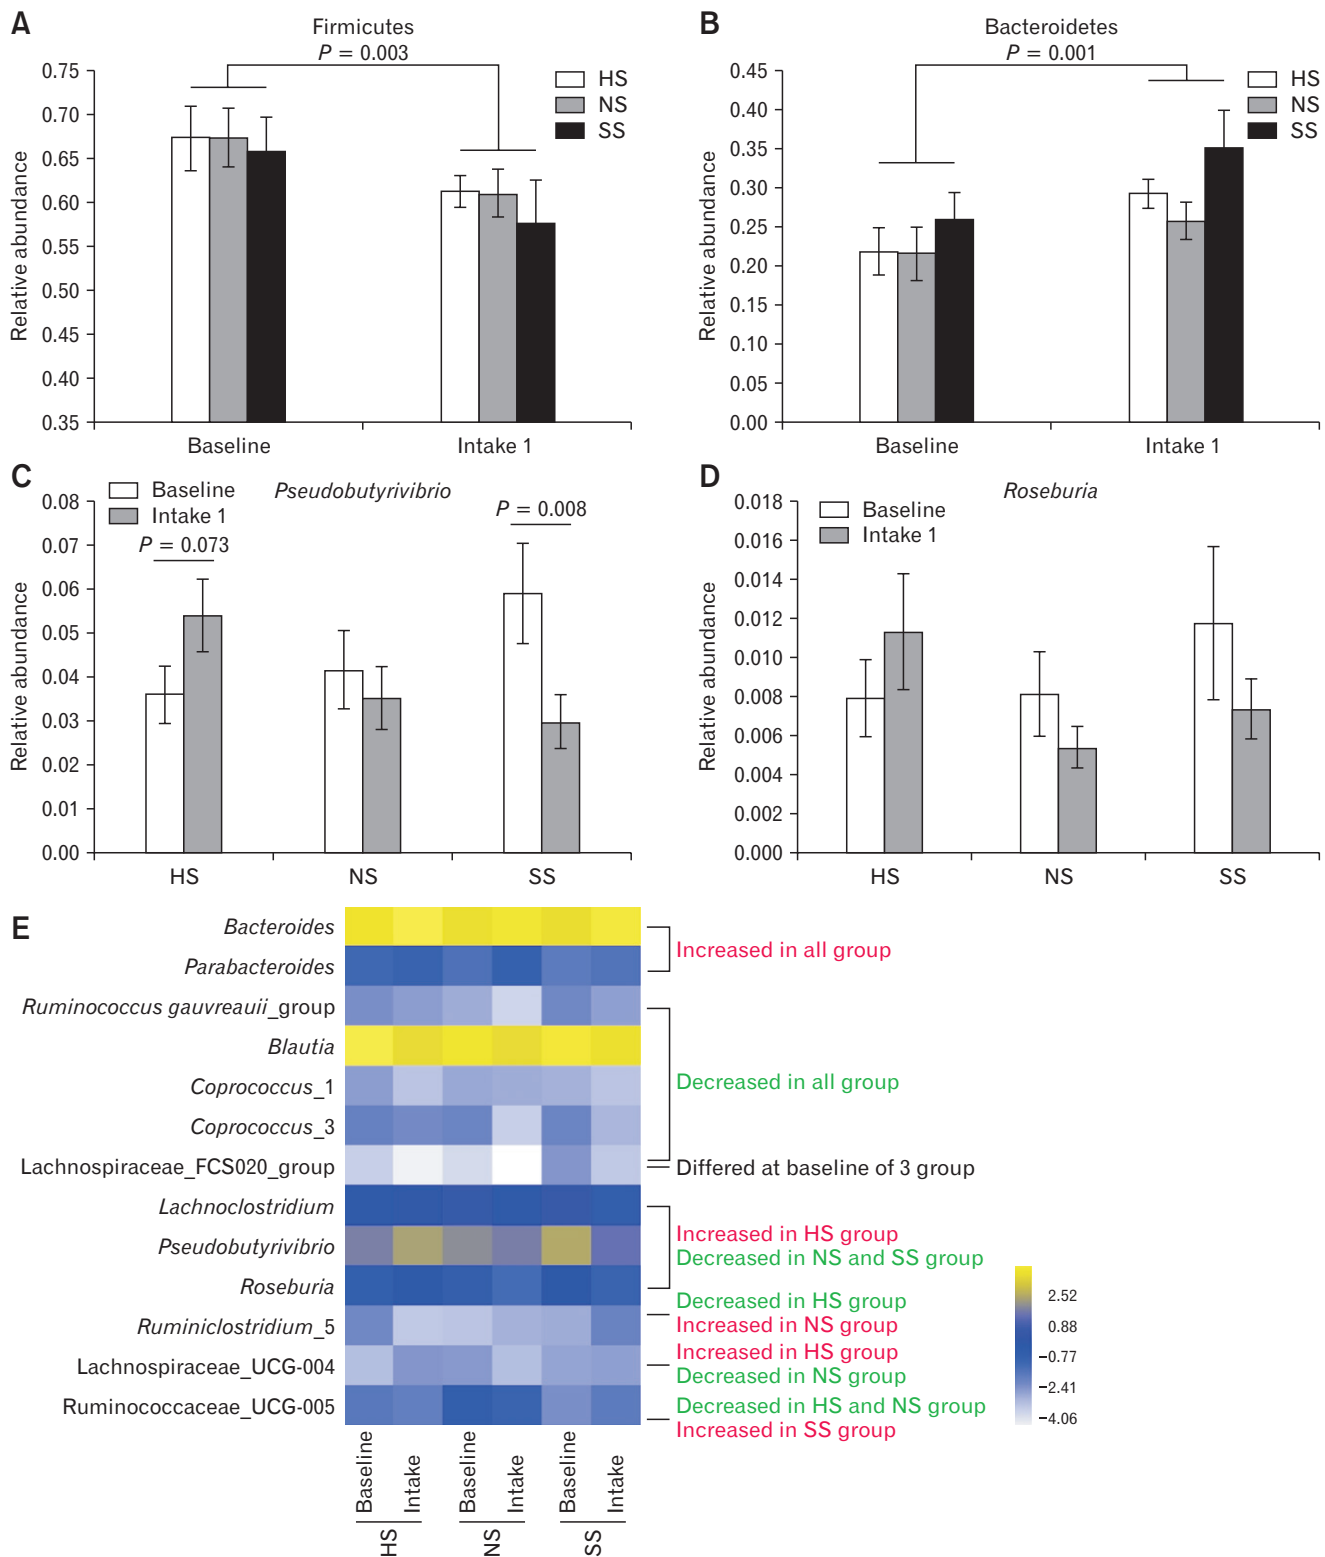 A
Firmicutes
P = 0.003
HS
NS
SS
Relative abundance
0.75
0.70
0.65
0.60
0.55
0.50
0.45
0.40
0.35
Baseline
Intake 1
B
Bacteroidetes
P = 0.001
HS
NS
SS
Relative abundance
0.45
0.40
0.35
0.30
0.25
0.20
0.15
0.10
0.05
0.00
Baseline
Intake 1
C
Baseline
Intake 1
Pseudobutyrivibrio
P = 0.073
P = 0.008
Relative abundance
0.08
0.07
0.06
0.05
0.04
0.03
0.02
0.01
0.00
HS
NS
SS
D
Roseburia
Baseline
Intake 1
Relative abundance
0.018
0.016
0.014
0.012
0.010
0.008
0.006
0.004
0.002
0.000
HS
NS
SS
E
Bacteroides
Parabacteroides
Ruminococcus gauvreauii_group
Blautia
Coprococcus_1
Coprococcus_3
Lachnospiraceae_FCS020_group
Lachnoclostridium
Pseudobutyrivibrio
Roseburia
Ruminiclostridium_5
Lachnospiraceae_UCG-004
Ruminococcaceae_UCG-005
Increased in all group
Decreased in all group
Differed at baseline of 3 group
Increased in HS group
Decreased in NS and SS group
Decreased in HS group
Increased in NS group
Increased in HS group
Decreased in NS group
Decreased in HS and NS group
Increased in SS group
2.52
0.88
−0.77
−2.41
−4.06
Baseline
Intake
Baseline
Intake
Baseline
Intake
HS
NS
SS